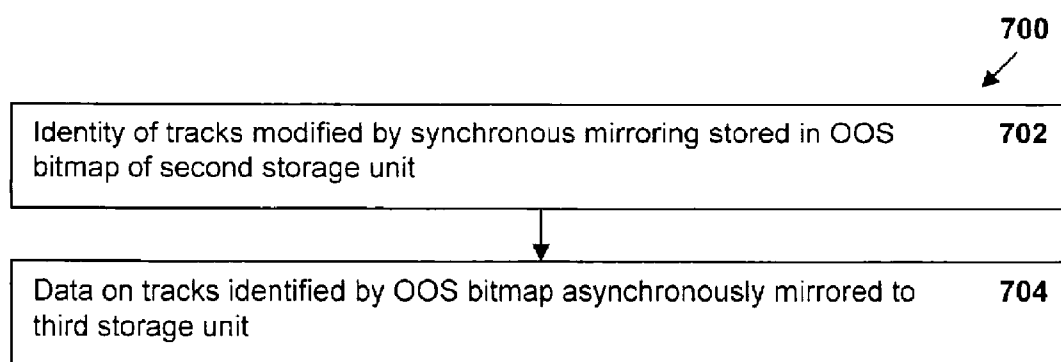 700
Identity of tracks modified by synchronous mirroring stored in OOS 702
bitmap of second storage unit
Data on tracks identified by OOS bitmap asynchronously mirrored to 704
third storage unit